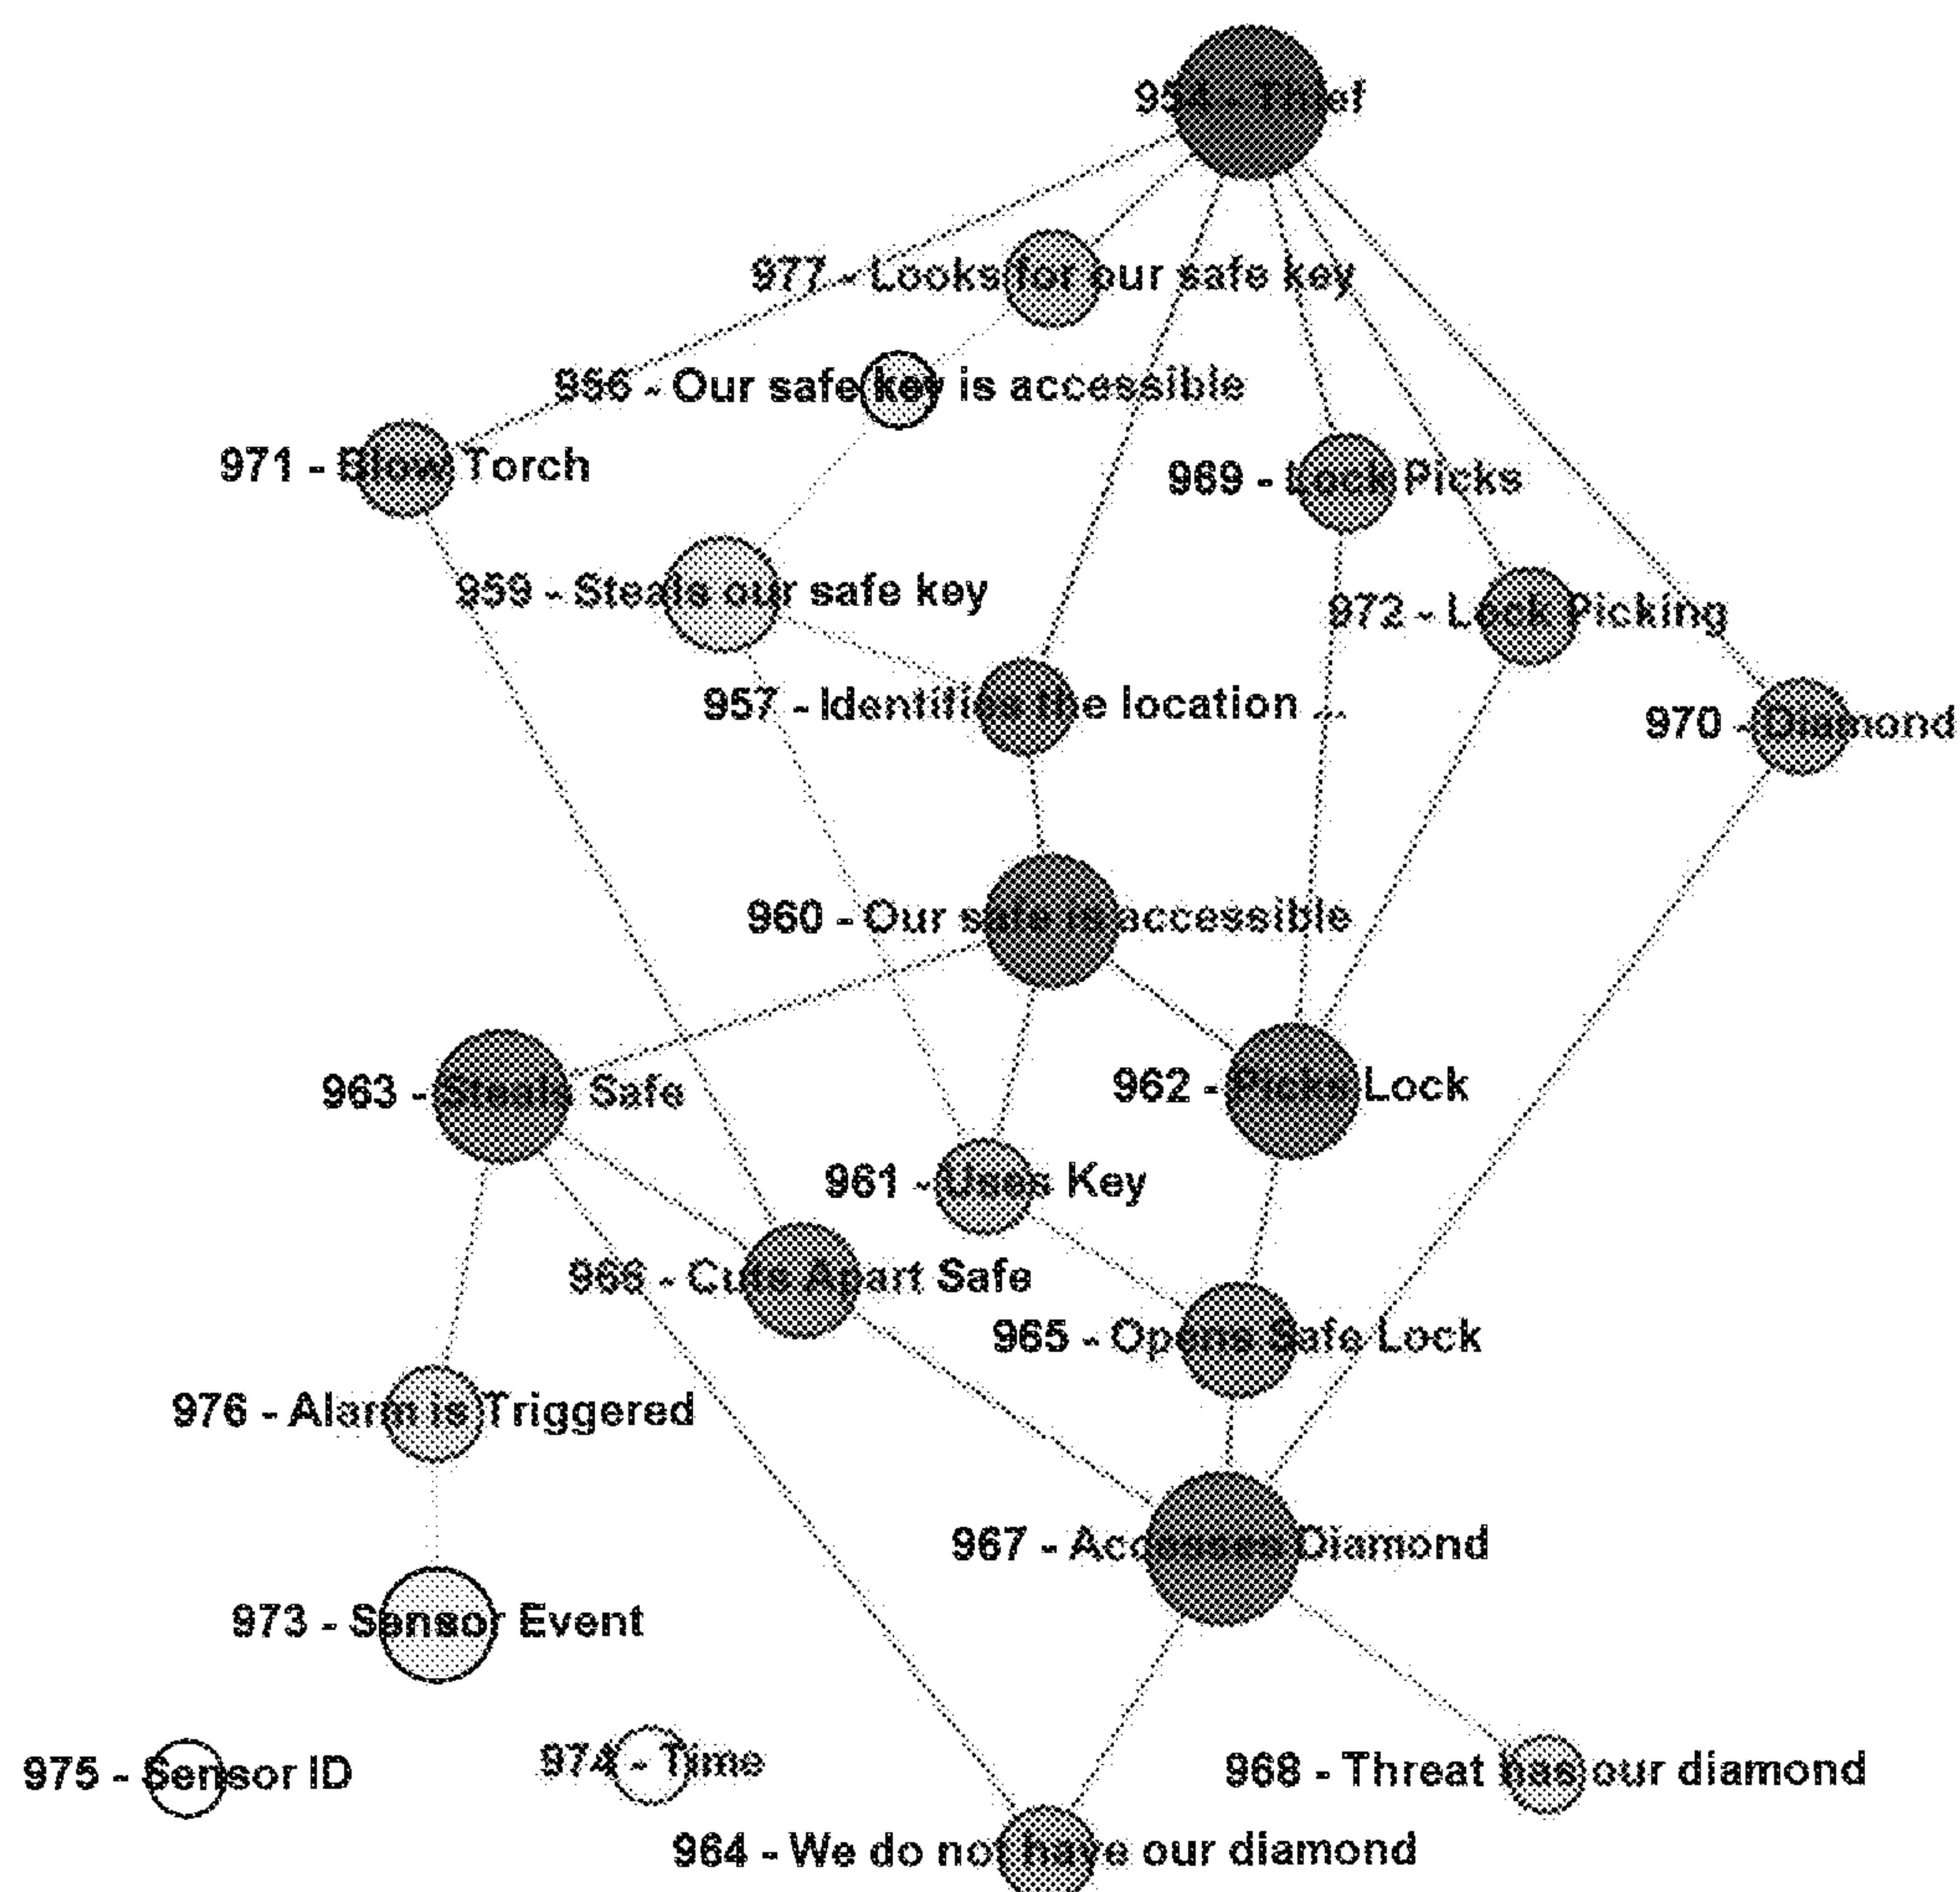 954 - Thief
977 - Looks for our safe key
956 - Our safe key is accessible
971 - Blow Torch
969 - Lock Picks
959 - Steals our safe key
972 - Lock Picking
957 - Identifies the location ...
970 - Diamond
960 - Our safe is accessible
963 - Steals Safe
962 - Picks Lock
961 - Uses Key
966 - Cuts Apart Safe
965 - Opens Safe Lock
976 - Alarm is Triggered
967 - Accesses Diamond
973 - Sensor Event
975 - Sensor ID
974 - Time
968 - Threat has our diamond
964 - We do not have our diamond